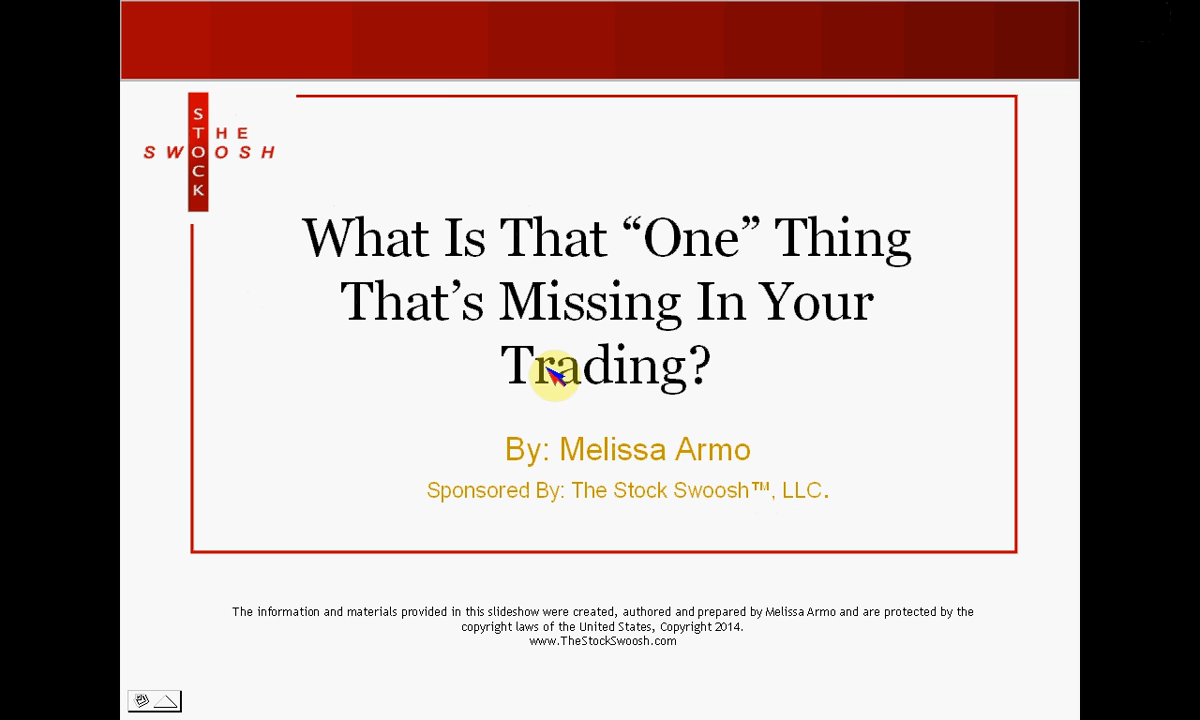 THE
STOCK
SWOOSH
What Is That “One” Thing
That’s Missing In Your
Trading?
By: Melissa Armo
Sponsored By: The Stock Swoosh™, LLC.
The information and materials provided in this slideshow were created, authored and prepared by Melissa Armo and are protected by the
copyright laws of the United States, Copyright 2014.
www.TheStockSwoosh.com